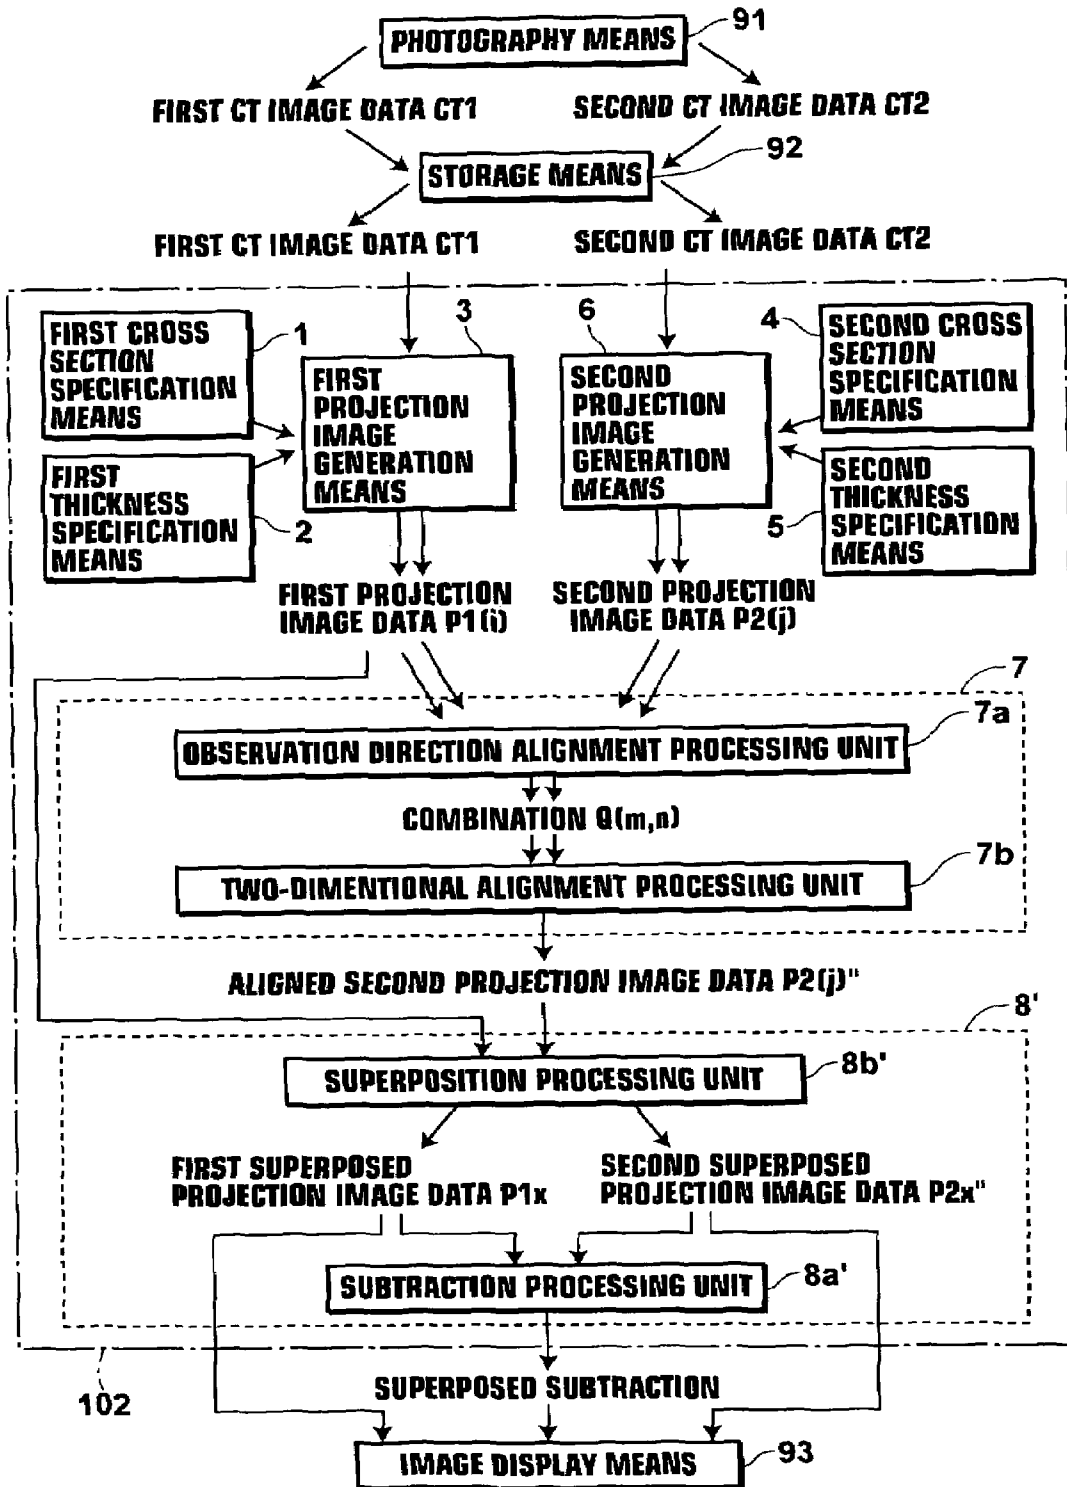 91
PHOTOGRAPHY MEANS
FIRST CT IMAGE DATA CT1
SECOND CT IMAGE DATA CT2
92
STORAGE MEANS
FIRST CT IMAGE DATA CT1
SECOND CT IMAGE DATA CT2
1
FIRST CROSS
SECTION
SPECIFICATION
MEANS
3
FIRST
PROJECTION
IMAGE
GENERATION
MEANS
6
SECOND
PROJECTION
IMAGE
GENERATION
MEANS
4
SECOND CROSS
SECTION
SPECIFICATION
MEANS
FIRST
THICKNESS
SPECIFICATION
MEANS
2
5
SECOND
THICKNESS
SPECIFICATION
MEANS
FIRST PROJECTION
IMAGE DATA P1(i)
SECOND PROJECTION
IMAGE DATA P2(j)
7
7a
OBSERVATION DIRECTION ALIGNMENT PROCESSING UNIT
COMBINATION Q(m,n)
7b
TWO-DIMENTIONAL ALIGNMENT PROCESSING UNIT
ALIGNED SECOND PROJECTION IMAGE DATA P2(j)"
8'
SUPERPOSITION PROCESSING UNIT
8b'
FIRST SUPERPOSED
PROJECTION IMAGE DATA P1x
SECOND SUPERPOSED
PROJECTION IMAGE DATA P2x"
SUBTRACTION PROCESSING UNIT
8a'
102
SUPERPOSED SUBTRACTION
IMAGE DISPLAY MEANS
93